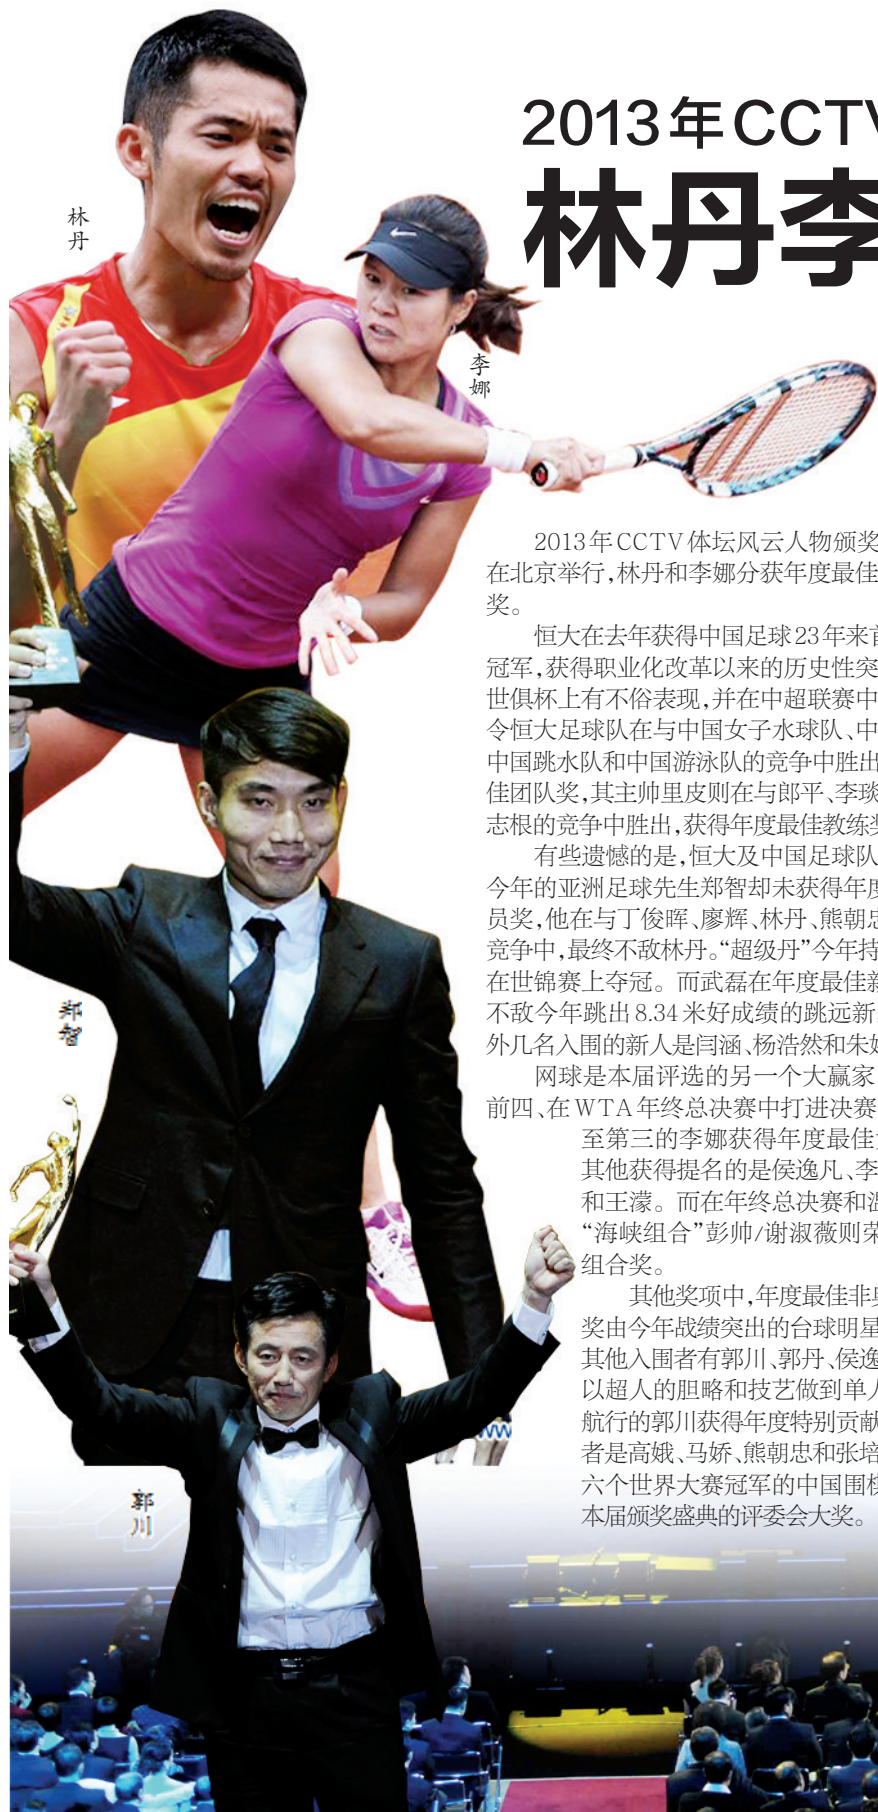 2013年CCTV
林丹李
林丹
李娜
2013年CCTV体坛风云人物颁奖
在北京举行，林丹和李娜分获年度最佳
奖。
恒大在去年获得中国足球23年来首
冠军，获得职业化改革以来的历史性突
世俱杯上有不俗表现，并在中超联赛中
令恒大足球队在与中国女子水球队、中
中国跳水队和中国游泳队的竞争中胜出
佳团队奖，其主帅里皮则在与郎平、李琰
志根的竞争中胜出，获得年度最佳教练奖
有些遗憾的是，恒大及中国足球队
今年的亚洲足球先生郑智却未获得年度
员奖，他在与丁俊晖、廖辉、林丹、熊朝忠
竞争中，最终不敌林丹。“超级丹”今年持
在世锦赛上夺冠。而武磊在年度最佳新
不敌今年跳出8.34米好成绩的跳远新
外几名入围的新人是闫涵、杨浩然和朱婷
网球是本届评选的另一个大赢家
前四、在WTA年终总决赛中打进决赛
至第三的李娜获得年度最佳
其他获得提名的是侯逸凡、李
和王濛。而在年终总决赛和温
“海峡组合”彭帅/谢淑薇则荣
组合奖。
其他奖项中，年度最佳非奥
奖由今年战绩突出的台球明星
其他入围者有郭川、郭丹、侯逸
以超人的胆略和技艺做到单人
航行的郭川获得年度特别贡献
者是高娥、马娇、熊朝忠和张培
六个世界大赛冠军的中国围棋
本届颁奖盛典的评委会大奖。
郑智
郭川